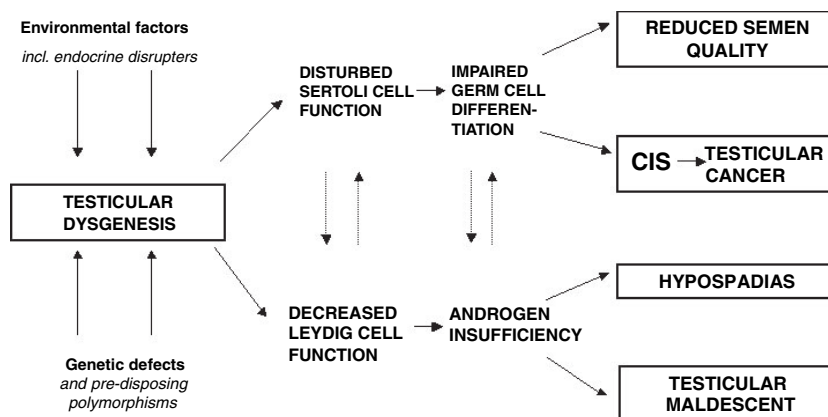 Environmental factors
incl. endocrine disrupters
TESTICULAR
DYSGENESIS
Genetic defects
and pre-disposing
polymorphisms
DISTURBED
SERTOLI CELL
FUNCTION
IMPAIRED
GERM CELL
DIFFEREN-
TIATION
DECREASED
LEYDIG CELL
FUNCTION
ANDROGEN
INSUFFICIENCY
REDUCED SEMEN
QUALITY
CIS TESTICULAR
CANCER
HYPOSPADIAS
TESTICULAR
MALDESCENT